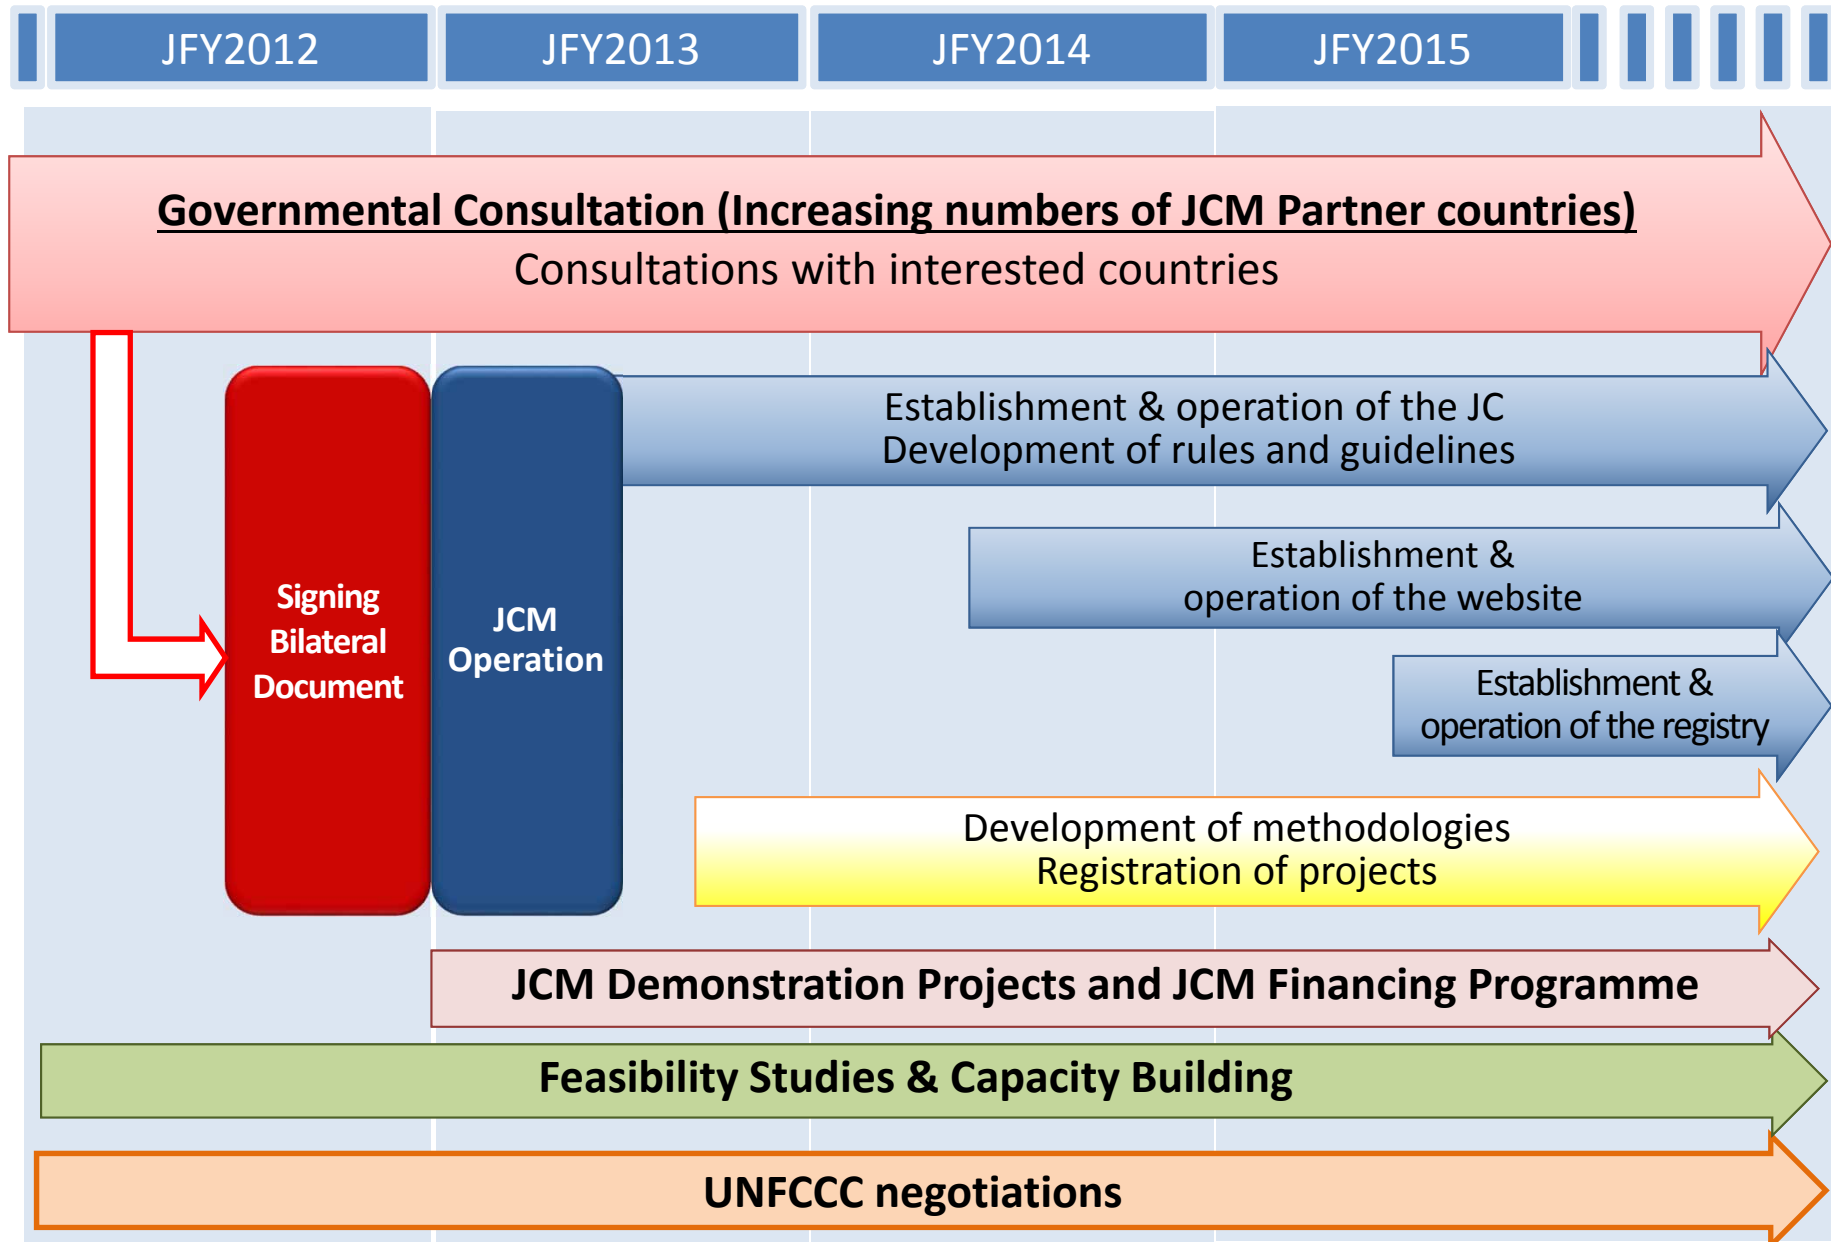 JFY2012
JFY2013
JFY2014
JFY2015
Governmental Consultation (Increasing numbers of JCM Partner countries)
Consultations with interested countries
Signing
Bilateral
Document
JCM
Operation
Establishment & operation of the JC
Development of rules and guidelines
Establishment &
operation of the website
Establishment &
operation of the registry
Development of methodologies
Registration of projects
JCM Demonstration Projects and JCM Financing Programme
Feasibility Studies & Capacity Building
UNFCCC negotiations